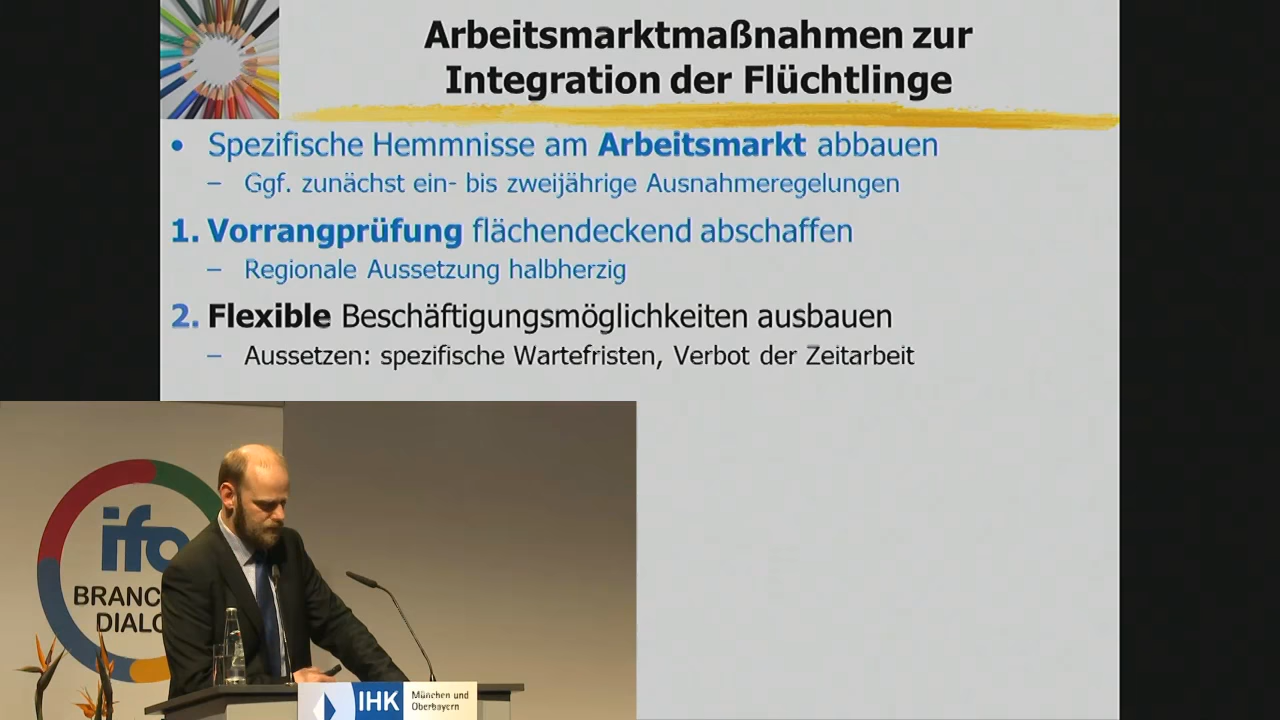 Arbeitsmarktmaßnahmen zur
Integration der Flüchtlinge
• Spezifische Hemmnisse am Arbeitsmarkt abbauen
– Ggf. zunächst ein- bis zweijährige Ausnahmeregelungen
1. Vorrangprüfung flächendeckend abschaffen
– Regionale Aussetzung halbherzig
2. Flexible Beschäftigungsmöglichkeiten ausbauen
– Aussetzen: spezifische Wartefristen, Verbot der Zeitarbeit
ifo
BRANC
DIALO
IHK
München und
Oberbayern